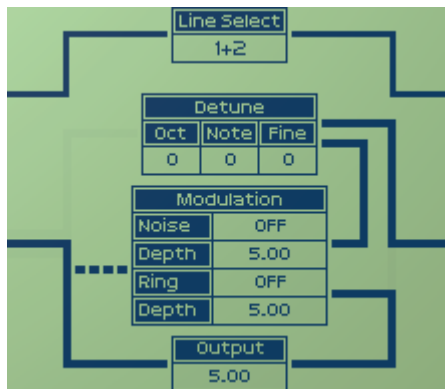 Line Select
1+2
Detune
Oct Note Fine
0 0 0
Modulation
Noise OFF
Depth 5.00
Ring OFF
Depth 5.00
Output
5.00